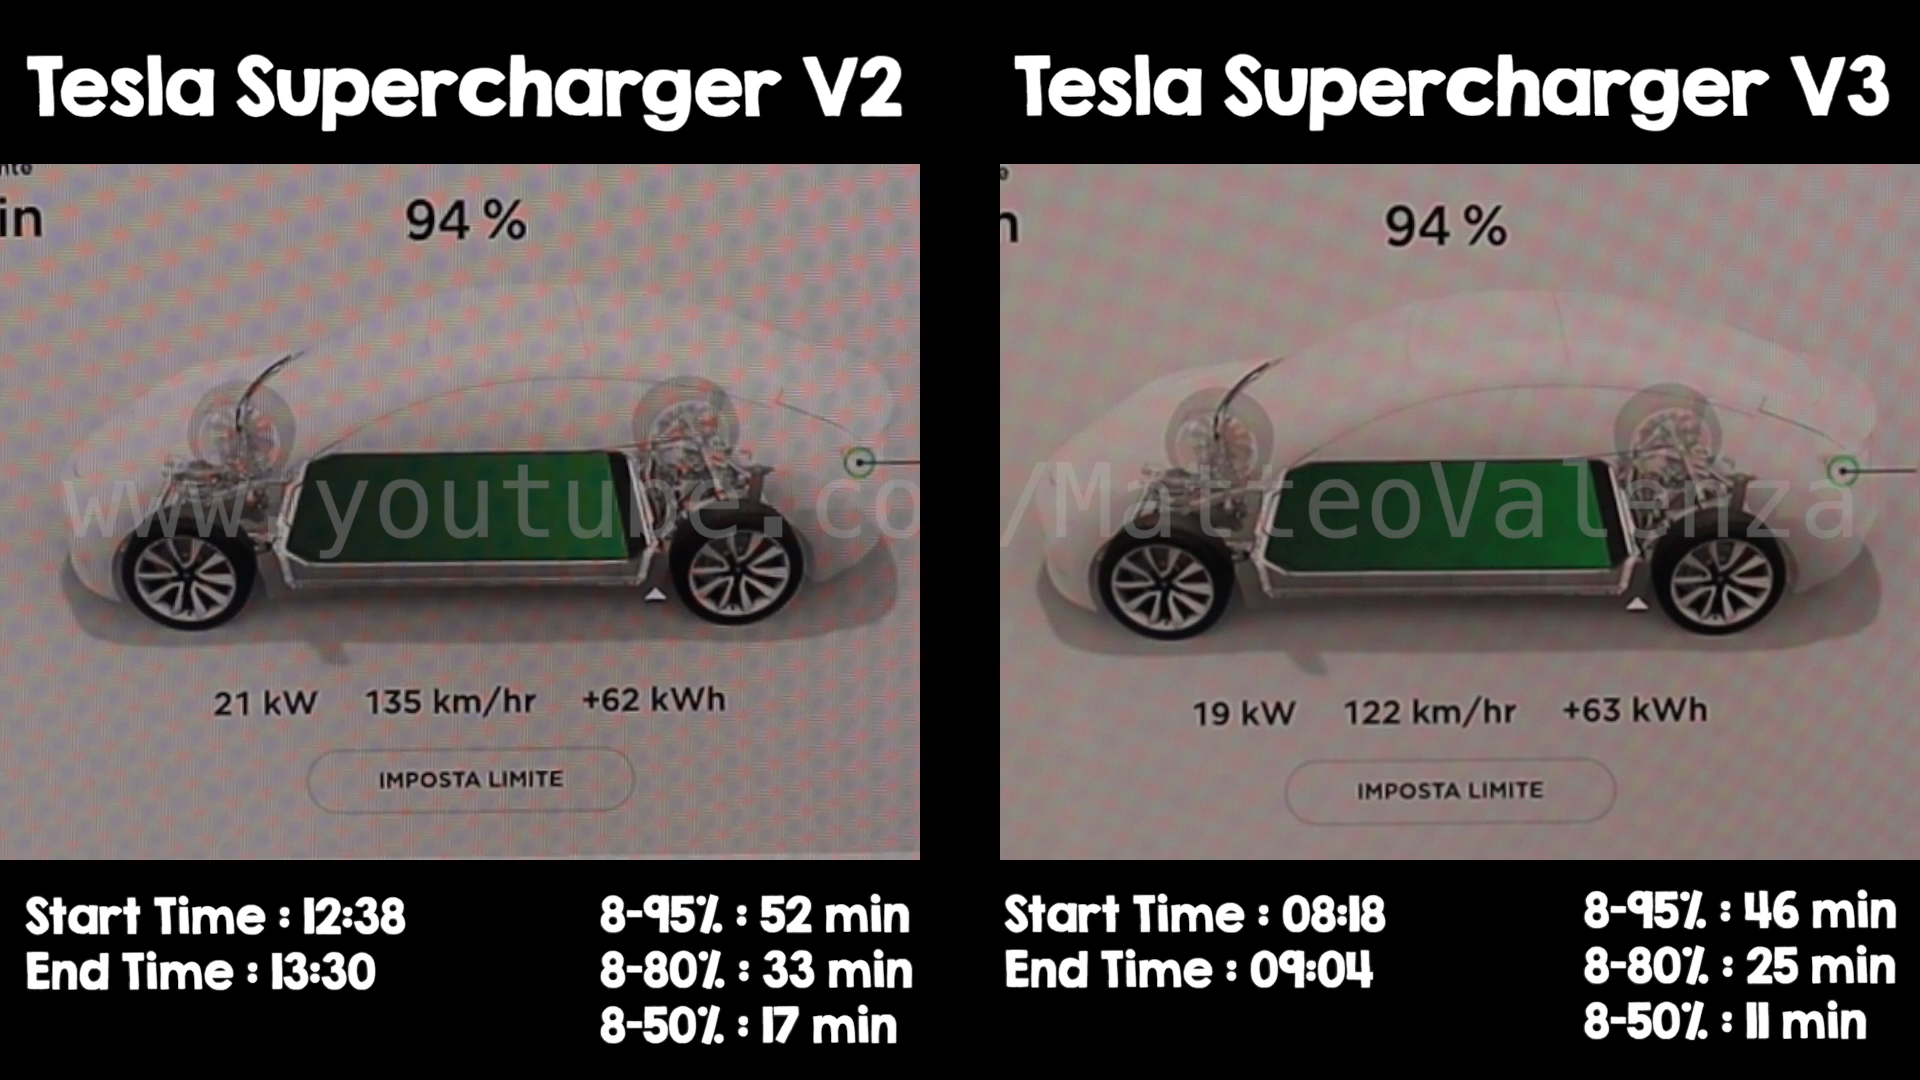 Tesla Supercharger V2
in
94 %
21 kW 135 km/hr +62 kWh
IMPOSTA LIMITE
Start Time : 12:38
End Time : 13:30
8-95% : 52 min
8-80% : 33 min
8-50% : 17 min
Tesla Supercharger V3
94 %
19 kW 122 km/hr +63 kWh
IMPOSTA LIMITE
Start Time : 08:18
End Time : 09:04
8-95% : 46 min
8-80% : 25 min
8-50% : 11 min
www.youtube.co /MatteoValenza